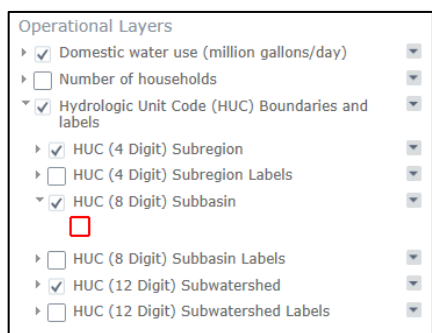 Operational Layers
Domestic water use (million gallons/day)
Number of households
Hydrologic Unit Code (HUC) Boundaries and
labels
HUC (4 Digit) Subregion
HUC (4 Digit) Subregion Labels
HUC (8 Digit) Subbasin
HUC (8 Digit) Subbasin Labels
HUC (12 Digit) Subwatershed
HUC (12 Digit) Subwatershed Labels